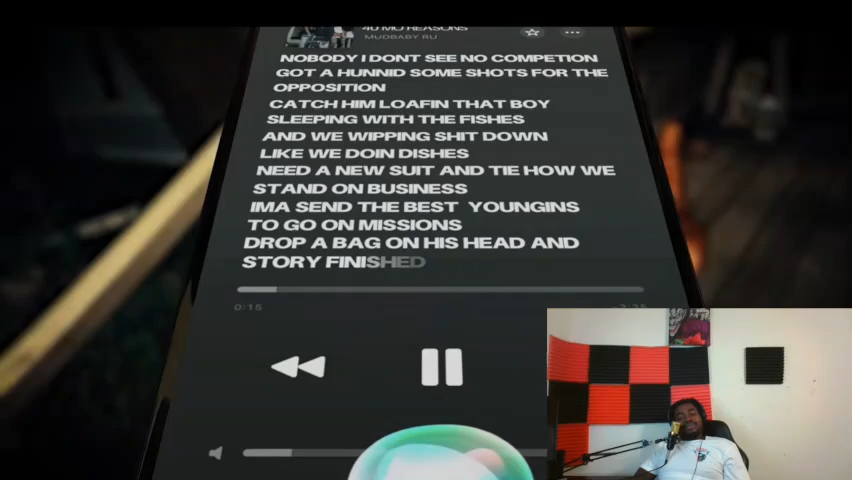 4U MO REASONS
MUDBABY RU
NOBODY I DONT SEE NO COMPETION
GOT A HUNNID SOME SHOTS FOR THE
OPPOSITION
CATCH HIM LOAFIN THAT BOY
SLEEPING WITH THE FISHES
AND WE WIPPING SHIT DOWN
LIKE WE DOIN DISHES
NEED A NEW SUIT AND TIE HOW WE
STAND ON BUSINESS
IMA SEND THE BEST YOUNGINS
TO GO ON MISSIONS
DROP A BAG ON HIS HEAD AND
STORY FINISHED
0:15